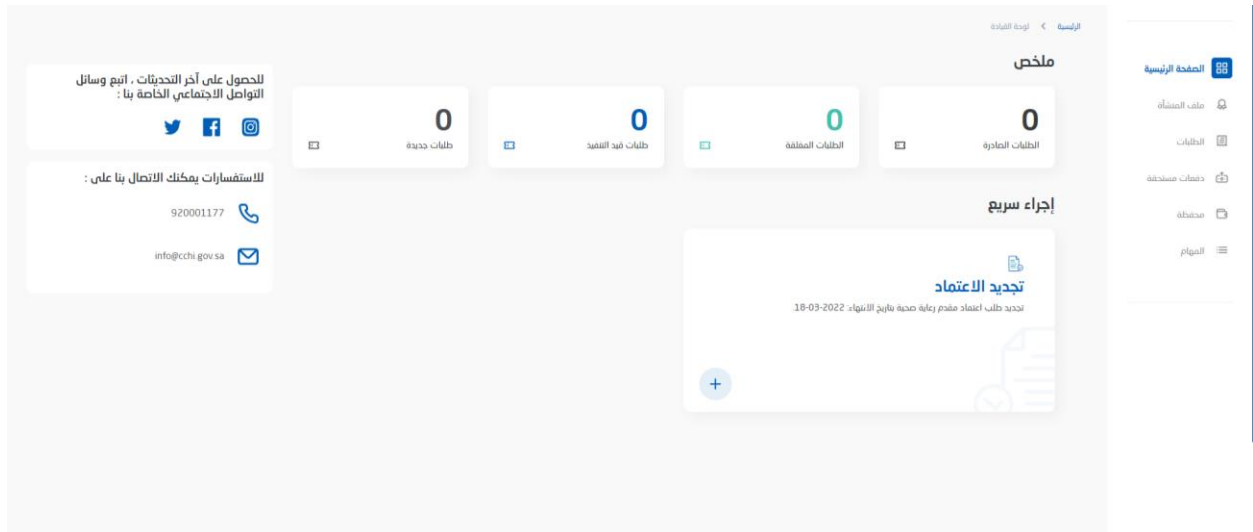 الرئيسية > لوحة القيادة
الصفحة الرئيسية
ملف المنشأة
الطلبات
دفعات مستحقة
محفظة
المهام
ملخص
0
الطلبات الصادرة
0
الطلبات المغلقة
0
طلبات قيد التنفيذ
0
طلبات جديدة
إجراء سريع
تجديد الاعتماد
تجديد طلب اعتماد مقدم رعاية صحية بتاريخ الانتهاء: 2022-03-18.
للحصول على آخر التحديثات ، اتبع وسائل
التواصل الاجتماعي الخاصة بنا :
للاستفسارات يمكنك الاتصال بنا على :
920001177
info@cchi.gov.sa